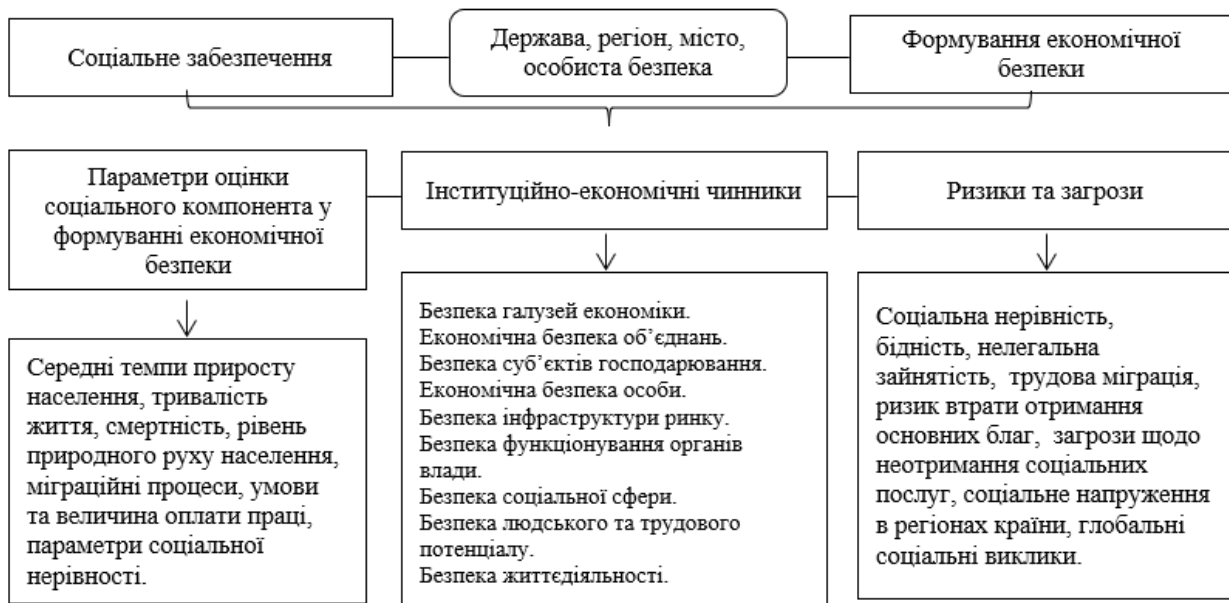 Соціальне забезпечення
Держава, регіон, місто,
особиста безпека
Формування економічної
безпеки
Параметри оцінки
соціального компонента у
формуванні економічної
безпеки
Інституційно-економічні чинники
Ризики та загрози
Середні темпи приросту
населення, тривалість
життя, смертність, рівень
природного руху населення,
міграційні процеси, умови
та величина оплати праці,
параметри соціальної
нерівності.
Безпека галузей економіки.
Економічна безпека об’єднань.
Безпека суб’єктів господарювання.
Економічна безпека особи.
Безпека інфраструктури ринку.
Безпека функціонування органів
влади.
Безпека соціальної сфери.
Безпека людського та трудового
потенціалу.
Безпека життєдіяльності.
Соціальна нерівність,
бідність, нелегальна
зайнятість, трудова міграція,
ризик втрати отримання
основних благ, загрози щодо
неотримання соціальних
послуг, соціальне напруження
в регіонах країни, глобальні
соціальні виклики.